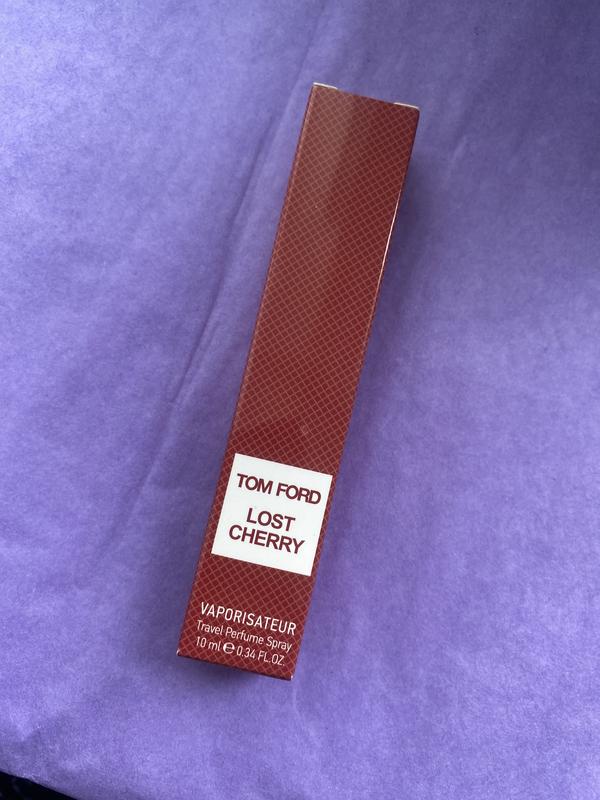 TOM FORD
LOST
CHERRY
VAPORISATEUR
Travel Perfume Spray
10 ml ℮ 0,34 FL.OZ